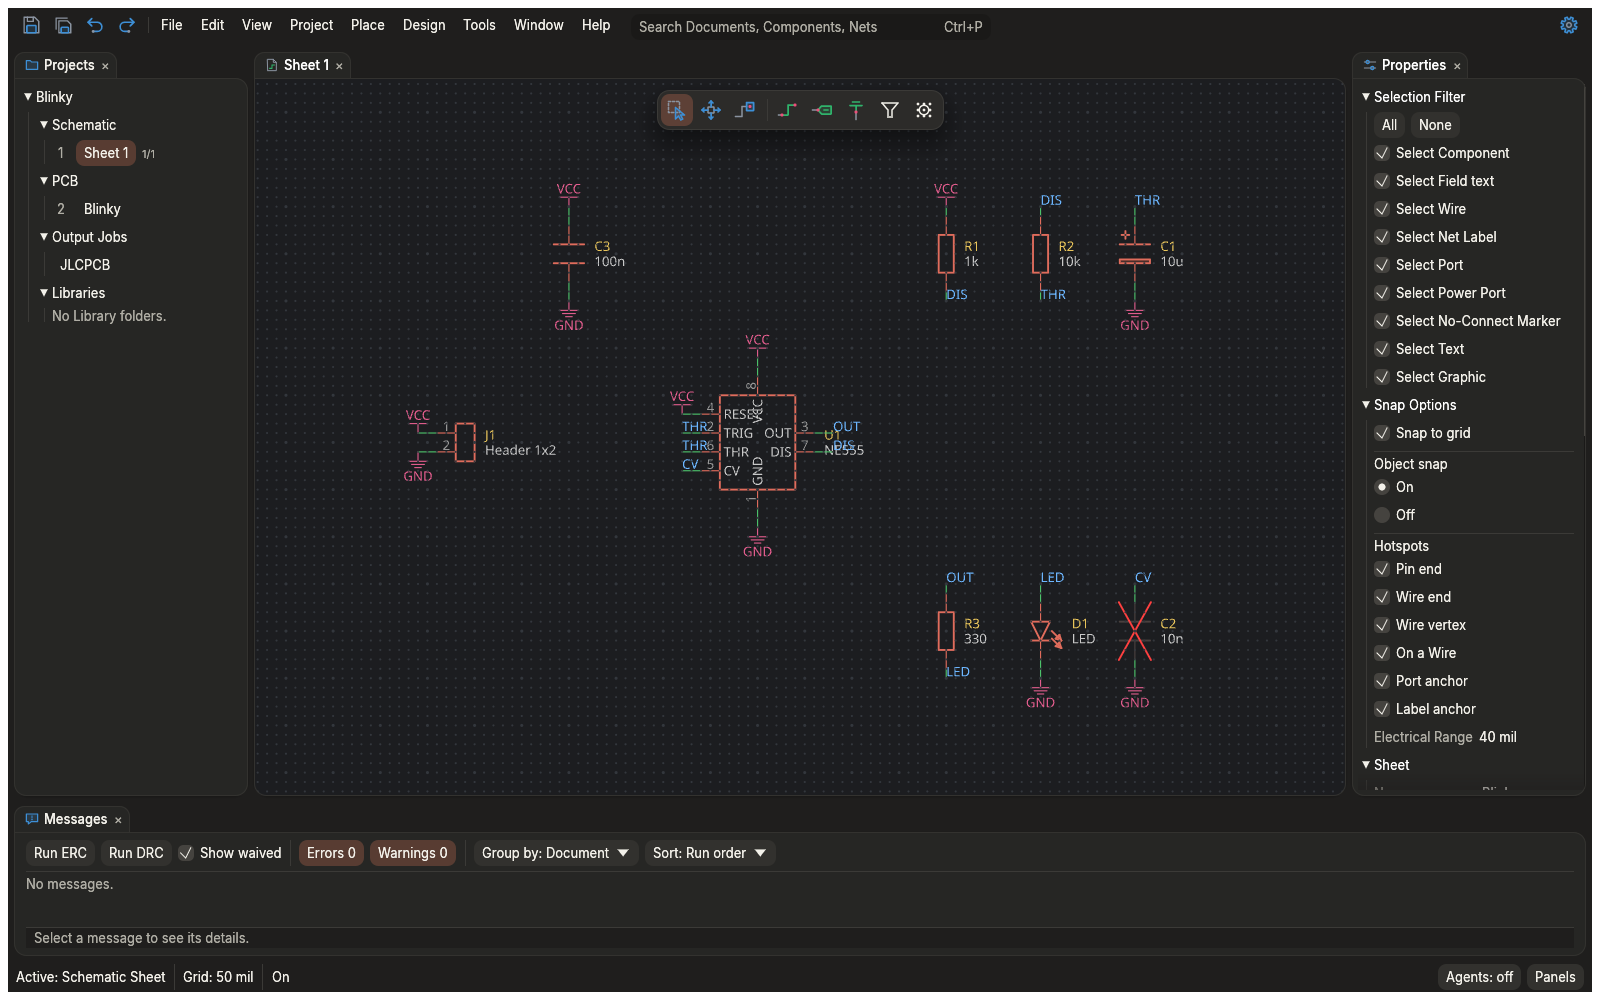 File Edit View Project Place Design Tools Window Help Search Documents, Components, Nets Ctrl+P
Projects ×
Sheet 1 ×
Properties ×
Blinky
Schematic
1 Sheet 1 1/1
PCB
2 Blinky
Output Jobs
JLCPCB
Libraries
No Library folders.
VCC
C3
100n
GND
VCC
R1
1k
DIS
DIS
R2
10k
THR
THR
+
C1
10u
GND
VCC
8
VCC
4 RESET
THR 2 TRIG
THR 6 THR
CV 5 CV
VCC
OUT 3 OUT
DIS 7 DIS
U1
NE555
GND
1
GND
VCC
1
2
J1
Header 1x2
GND
OUT
R3
330
LED
LED
D1
LED
GND
CV
C2
10n
GND
Selection Filter
All None
Select Component
Select Field text
Select Wire
Select Net Label
Select Port
Select Power Port
Select No-Connect Marker
Select Text
Select Graphic
Snap Options
Snap to grid
Object snap
On
Off
Hotspots
Pin end
Wire end
Wire vertex
On a Wire
Port anchor
Label anchor
Electrical Range 40 mil
Sheet
Messages ×
Run ERC Run DRC Show waived Errors 0 Warnings 0 Group by: Document Sort: Run order
No messages.
Select a message to see its details.
Active: Schematic Sheet Grid: 50 mil On
Agents: off Panels